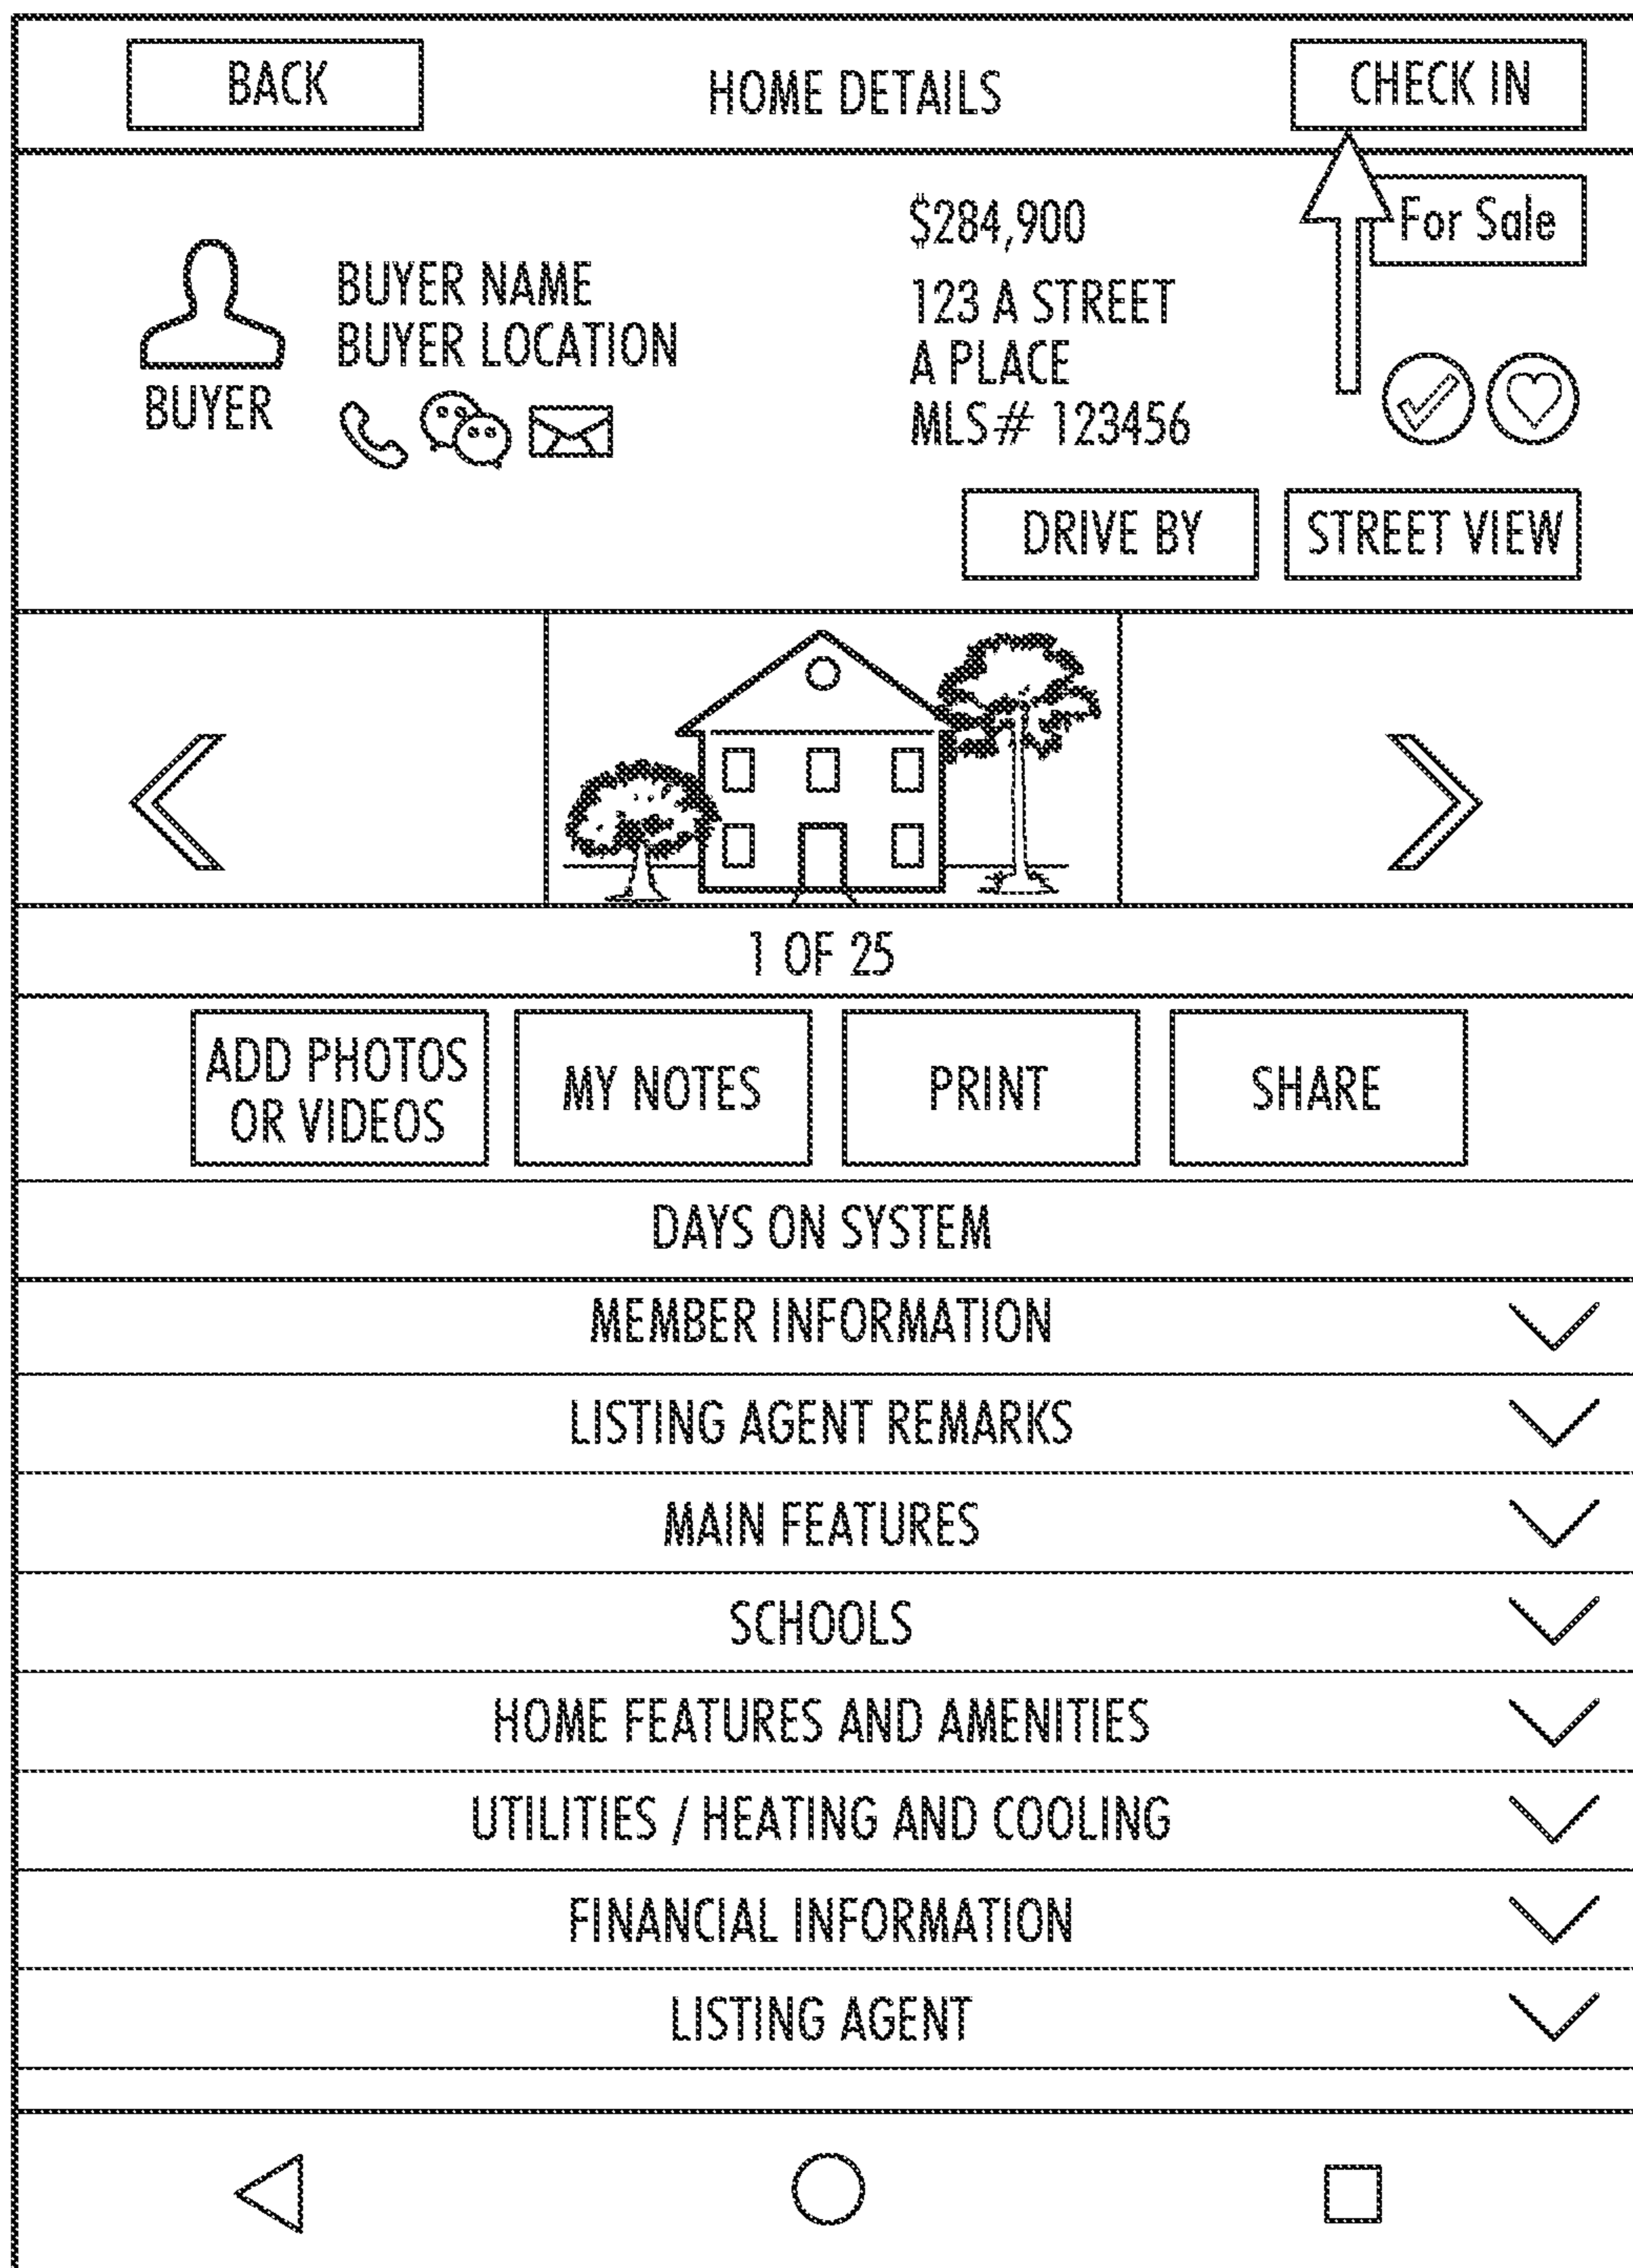 BACK
HOME DETAILS
CHECK IN
BUYER
BUYER NAME
BUYER LOCATION
$284,900
123 A STREET
A PLACE
MLS# 123456
For Sale
DRIVE BY
STREET VIEW
1 OF 25
ADD PHOTOS
OR VIDEOS
MY NOTES
PRINT
SHARE
DAYS ON SYSTEM
MEMBER INFORMATION
LISTING AGENT REMARKS
MAIN FEATURES
SCHOOLS
HOME FEATURES AND AMENITIES
UTILITIES / HEATING AND COOLING
FINANCIAL INFORMATION
LISTING AGENT